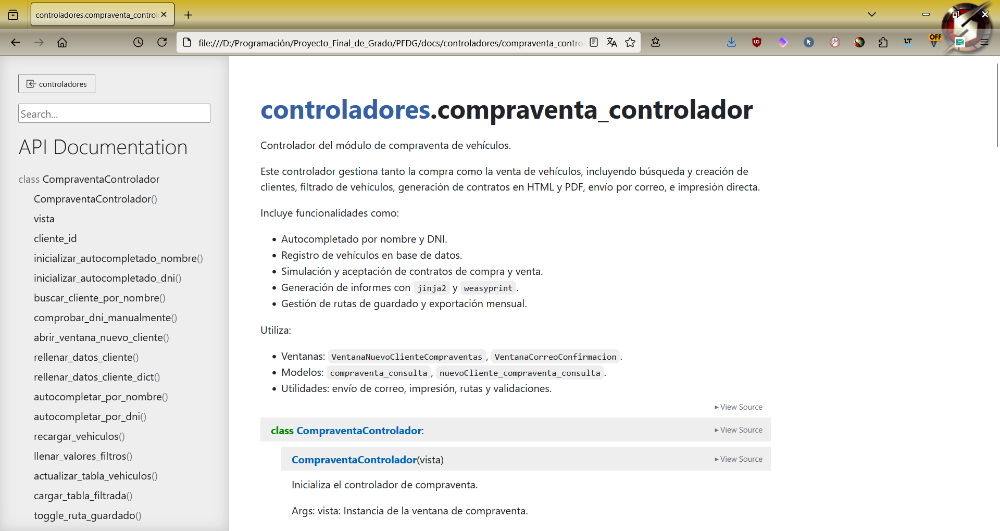 controladores.compraventa_control
file:///D:/Programación/Proyecto_Final_de_Grado/PFDG/docs/controladores/compraventa_contro
LT
OFF
controladores
Search...
API Documentation
class CompraventaControlador
CompraventaControlador()
vista
cliente_id
inicializar_autocompletado_nombre()
inicializar_autocompletado_dni()
buscar_cliente_por_nombre()
comprobar_dni_manualmente()
abrir_ventana_nuevo_cliente()
rellenar_datos_cliente()
rellenar_datos_cliente_dict()
autocompletar_por_nombre()
autocompletar_por_dni()
recargar_vehiculos()
llenar_valores_filtros()
actualizar_tabla_vehiculos()
cargar_tabla_filtrada()
toggle_ruta_guardado()
controladores.compraventa_controlador
Controlador del módulo de compraventa de vehículos.
Este controlador gestiona tanto la compra como la venta de vehículos, incluyendo búsqueda y creación de
clientes, filtrado de vehículos, generación de contratos en HTML y PDF, envío por correo, e impresión directa.
Incluye funcionalidades como:
• Autocompletado por nombre y DNI.
• Registro de vehículos en base de datos.
• Simulación y aceptación de contratos de compra y venta.
• Generación de informes con jinja2 y weasyprint.
• Gestión de rutas de guardado y exportación mensual.
Utiliza:
• Ventanas: VentanaNuevoClienteCompraventas, VentanaCorreoConfirmacion.
• Modelos: compraventa_consulta, nuevoCliente_compraventa_consulta.
• Utilidades: envío de correo, impresión, rutas y validaciones.
▸ View Source
class CompraventaControlador: ▸ View Source
CompraventaControlador(vista) ▸ View Source
Inicializa el controlador de compraventa.
Args: vista: Instancia de la ventana de compraventa.